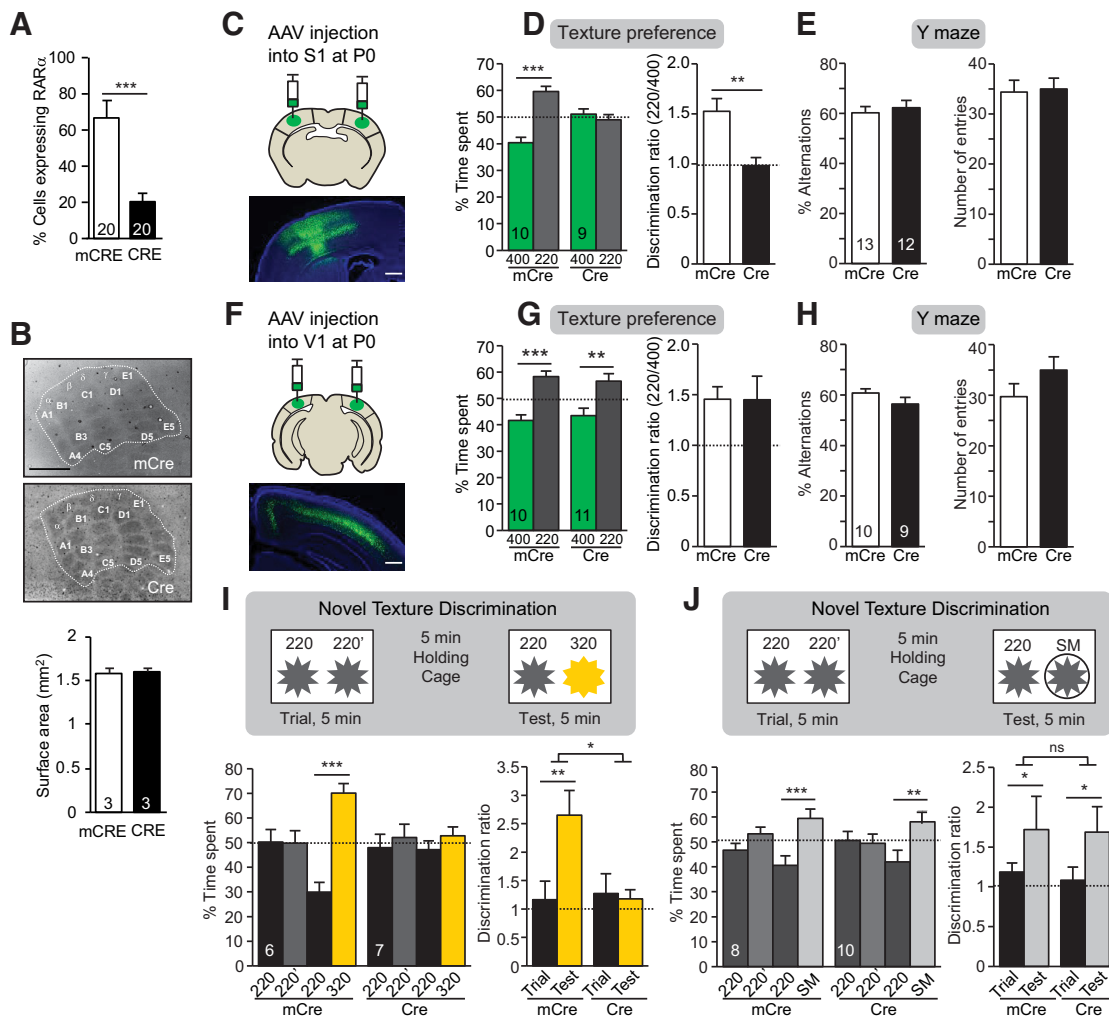 A
% Cells expressing RARα
100
80
60
40
20
0
***
20
20
mCRE CRE
B
α β δ γ E1
A1 B1 C1 D1
B3 D5 E5
A4 C5
mCre
α β δ γ E1
A1 B1 C1 D1
B3
A4 C5 D5 E5
Cre
Surface area (mm²)
2
1.5
1
0.5
0
3
3
mCRE CRE
C
AAV injection
into S1 at P0
D
Texture preference
% Time spent
70
60
50
40
30
20
10
0
***
10
9
400 220 400 220
mCre Cre
Discrimination ratio (220/400)
2.0
1.5
1.0
0.5
0
**
mCre Cre
E
Y maze
% Alternations
80
60
40
20
0
13
12
mCre Cre
Number of entries
40
30
20
10
0
mCre Cre
F
AAV injection
into V1 at P0
G
Texture preference
% Time spent
70
60
50
40
30
20
10
0
***
**
10
11
400 220 400 220
mCre Cre
Discrimination ratio (220/400)
2.0
1.5
1.0
0.5
0
mCre Cre
H
Y maze
% Alternations
80
60
40
20
0
10
9
mCre Cre
Number of entries
40
30
20
10
0
mCre Cre
I
Novel Texture Discrimination
220 220'
Trial, 5 min
5 min
Holding
Cage
220 320
Test, 5 min
% Time spent
80
70
60
50
40
30
20
10
0
***
6
7
220 220' 220 320 220 220' 220 320
mCre Cre
Discrimination ratio
3.5
3
2.5
2
1.5
1
0.5
0
*
**
Trial Test Trial Test
mCre Cre
J
Novel Texture Discrimination
220 220'
Trial, 5 min
5 min
Holding
Cage
220 SM
Test, 5 min
% Time spent
80
70
60
50
40
30
20
10
0
***
**
8
10
220 220' 220 SM 220 220' 220 SM
mCre Cre
Discrimination ratio
2.5
2.0
1.5
1.0
0.5
0
ns
*
*
Trial Test Trial Test
mCre Cre